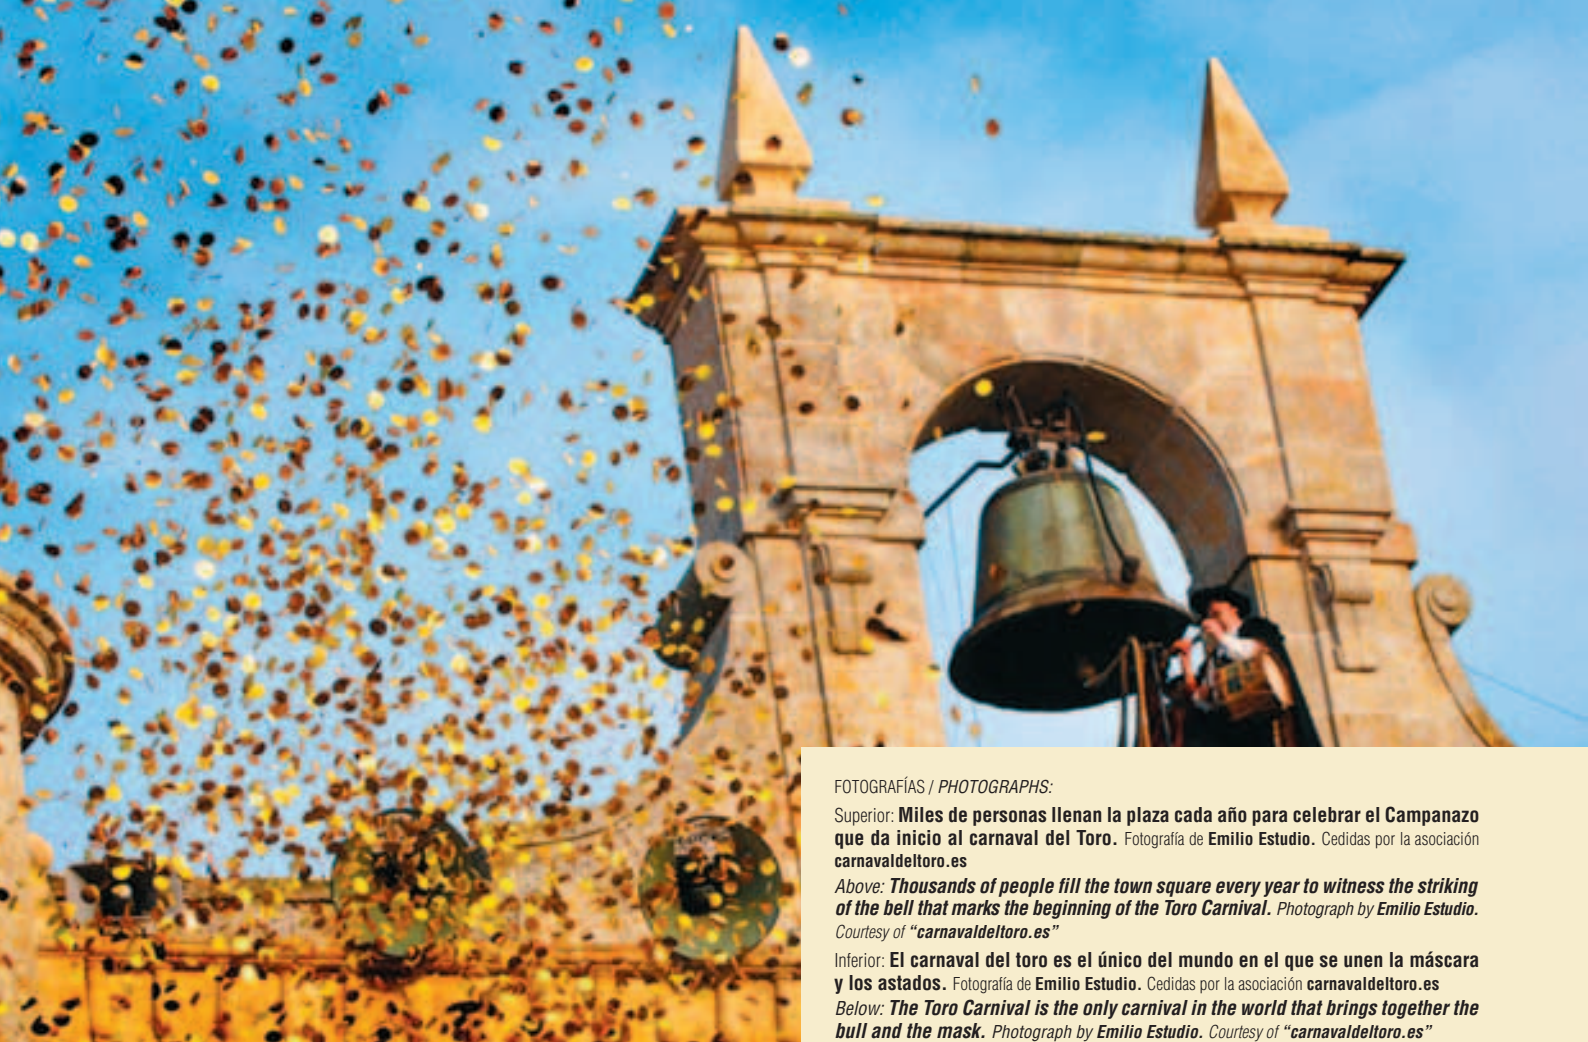 FOTOGRAFÍAS / PHOTOGRAPHS:
Superior: Miles de personas llenan la plaza cada año para celebrar el Campanazo
que da inicio al carnaval del Toro. Fotografía de Emilio Estudio. Cedidas por la asociación
carnavaldeltoro.es
Above: Thousands of people fill the town square every year to witness the striking
of the bell that marks the beginning of the Toro Carnival. Photograph by Emilio Estudio.
Courtesy of “carnavaldeltoro.es”
Inferior: El carnaval del toro es el único del mundo en el que se unen la máscara
y los astados. Fotografía de Emilio Estudio. Cedidas por la asociación carnavaldeltoro.es
Below: The Toro Carnival is the only carnival in the world that brings together the
bull and the mask. Photograph by Emilio Estudio. Courtesy of “carnavaldeltoro.es”